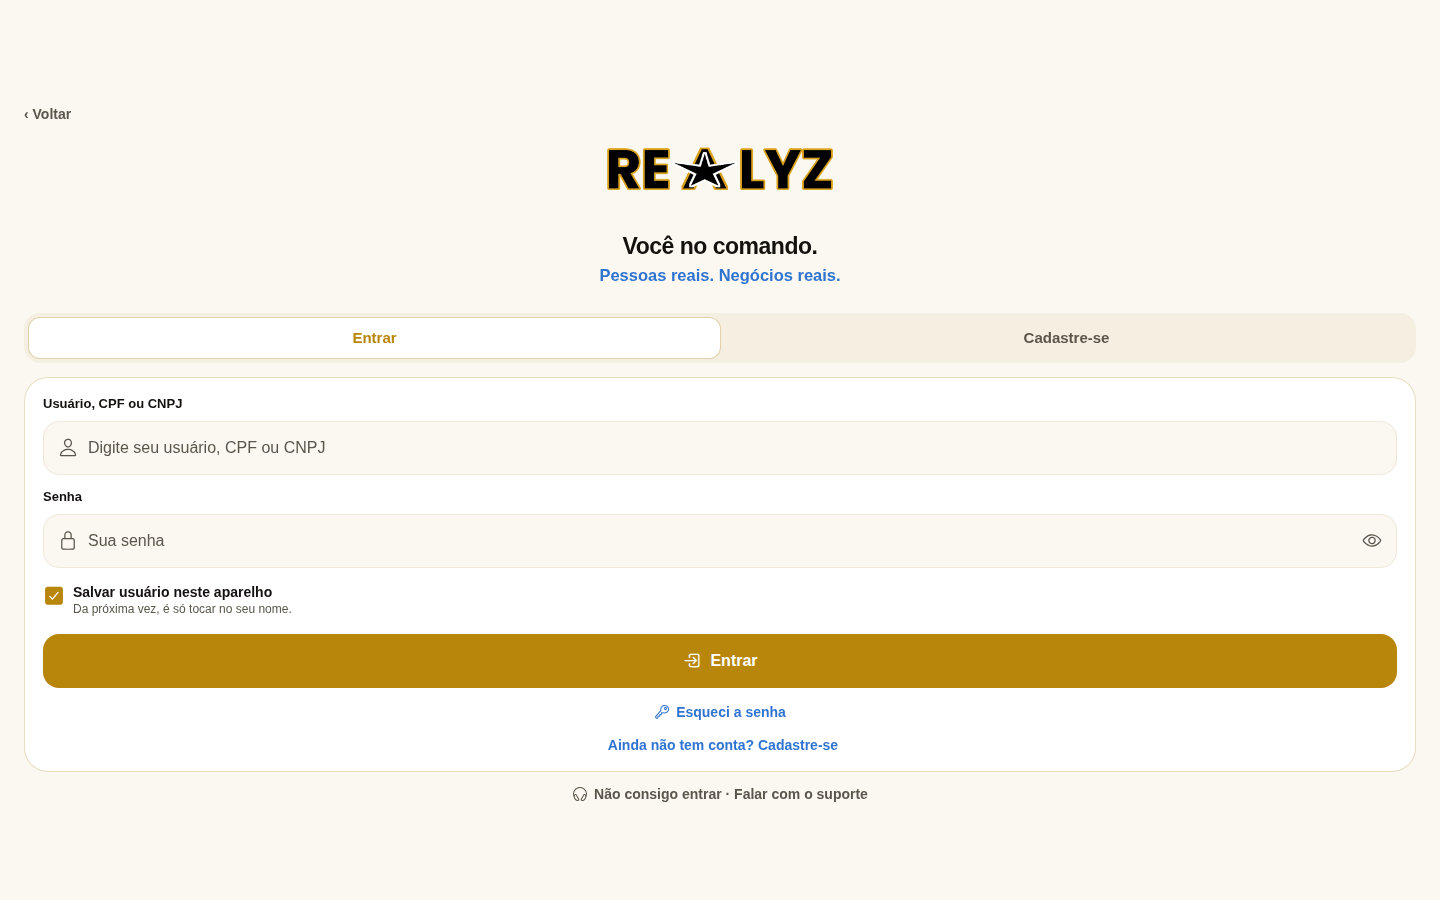 ‹ Voltar
REALYZ
Você no comando.
Pessoas reais. Negócios reais.
Entrar
Cadastre-se
Usuário, CPF ou CNPJ
Digite seu usuário, CPF ou CNPJ
Senha
Sua senha
Salvar usuário neste aparelho
Da próxima vez, é só tocar no seu nome.
Entrar
Esqueci a senha
Ainda não tem conta? Cadastre-se
Não consigo entrar · Falar com o suporte